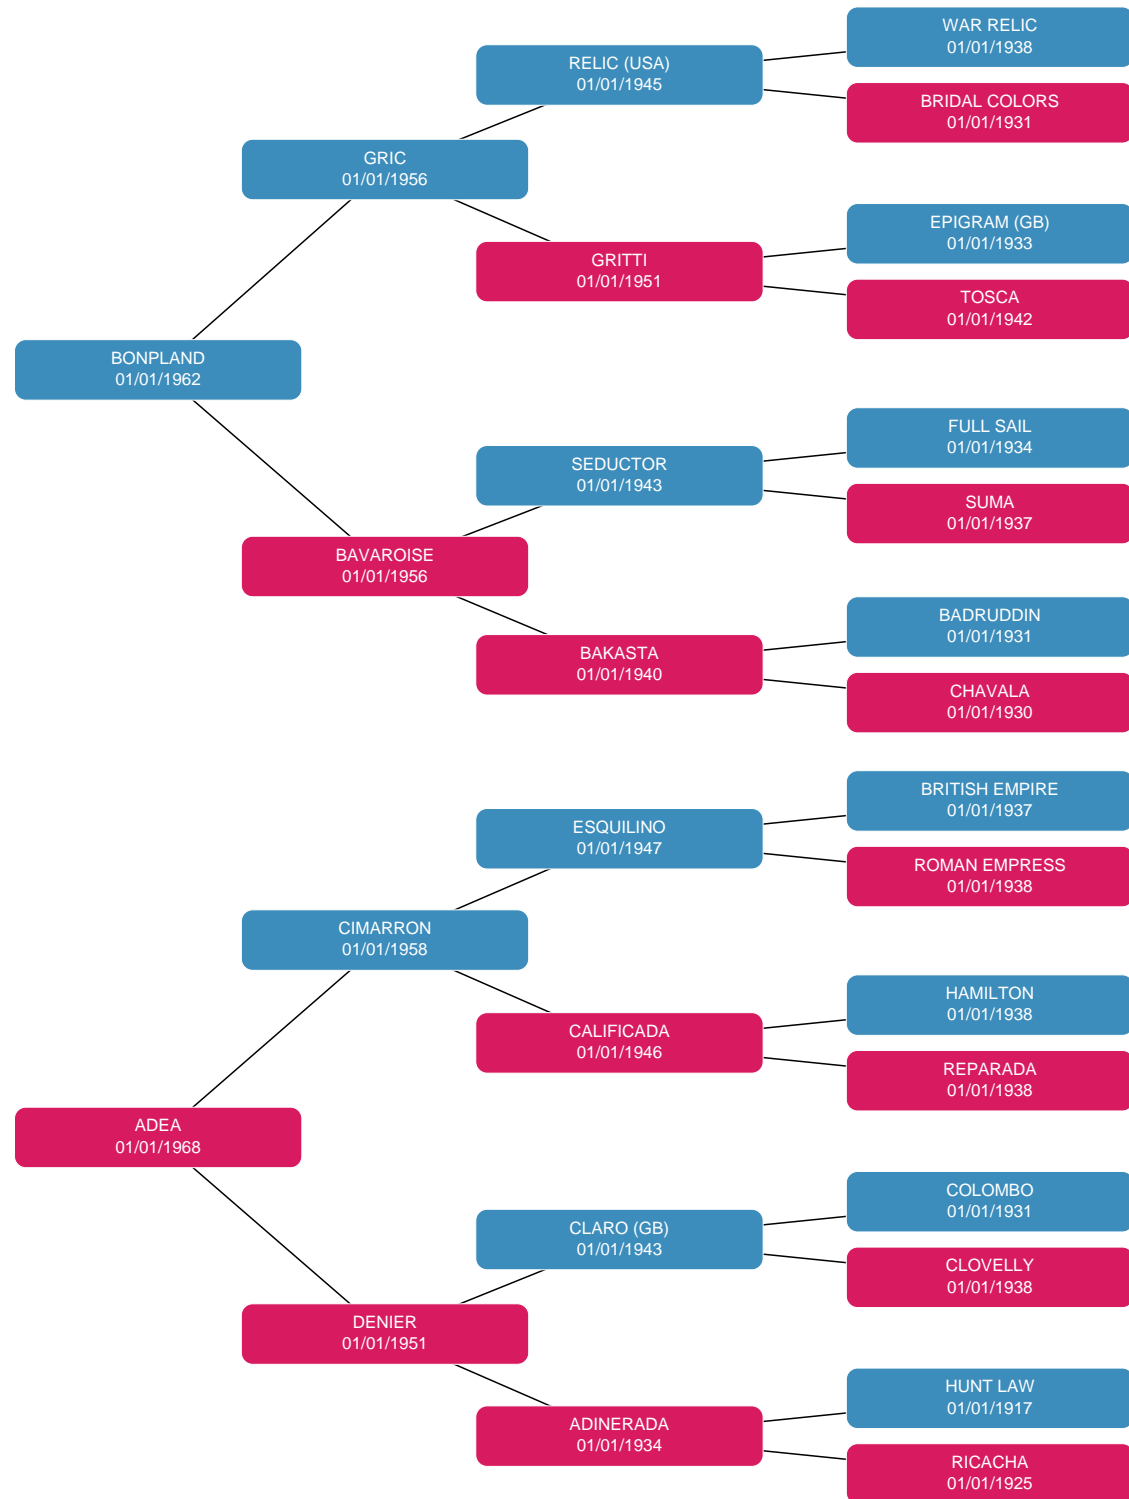 WAR RELIC
01/01/1938
RELIC (USA)
01/01/1945
BRIDAL COLORS
01/01/1931
GRIC
01/01/1956
EPIGRAM (GB)
01/01/1933
GRITTI
01/01/1951
TOSCA
01/01/1942
BONPLAND
01/01/1962
FULL SAIL
01/01/1934
SEDUCTOR
01/01/1943
SUMA
01/01/1937
BAVAROISE
01/01/1956
BADRUDDIN
01/01/1931
BAKASTA
01/01/1940
CHAVALA
01/01/1930
BRITISH EMPIRE
01/01/1937
ESQUILINO
01/01/1947
ROMAN EMPRESS
01/01/1938
CIMARRON
01/01/1958
HAMILTON
01/01/1938
CALIFICADA
01/01/1946
REPARADA
01/01/1938
ADEA
01/01/1968
COLOMBO
01/01/1931
CLARO (GB)
01/01/1943
CLOVELLY
01/01/1938
DENIER
01/01/1951
HUNT LAW
01/01/1917
ADINERADA
01/01/1934
RICACHA
01/01/1925